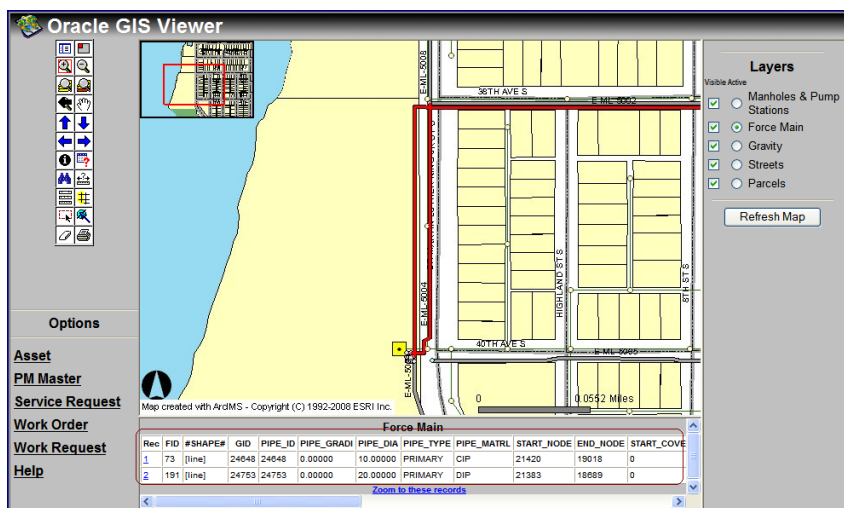 Oracle GIS Viewer
Layers
Visible Active
Manholes & Pump
Stations
Force Main
Gravity
Streets
Parcels
Refresh Map
Options
Asset
PM Master
Service Request
Work Order
Work Request
Help
E-ML-5008
38TH AVE S
E-ML-5002
E-ML-5004
HIGHLAND ST S
8TH ST S
40TH AVE S
E-ML-5085
0
0.0552 Miles
Map created with ArcIMS - Copyright (C) 1992-2008 ESRI Inc.
Force Main
Rec FID #SHAPE# GID PIPE_ID PIPE_GRADI PIPE_DIA PIPE_TYPE PIPE_MATRL START_NODE END_NODE START_COVE
1 73 [line] 24648 24648 0.00000 10.00000 PRIMARY CIP 21420 19018 0
2 191 [line] 24753 24753 0.00000 20.00000 PRIMARY DIP 21383 18689 0
Zoom to these records